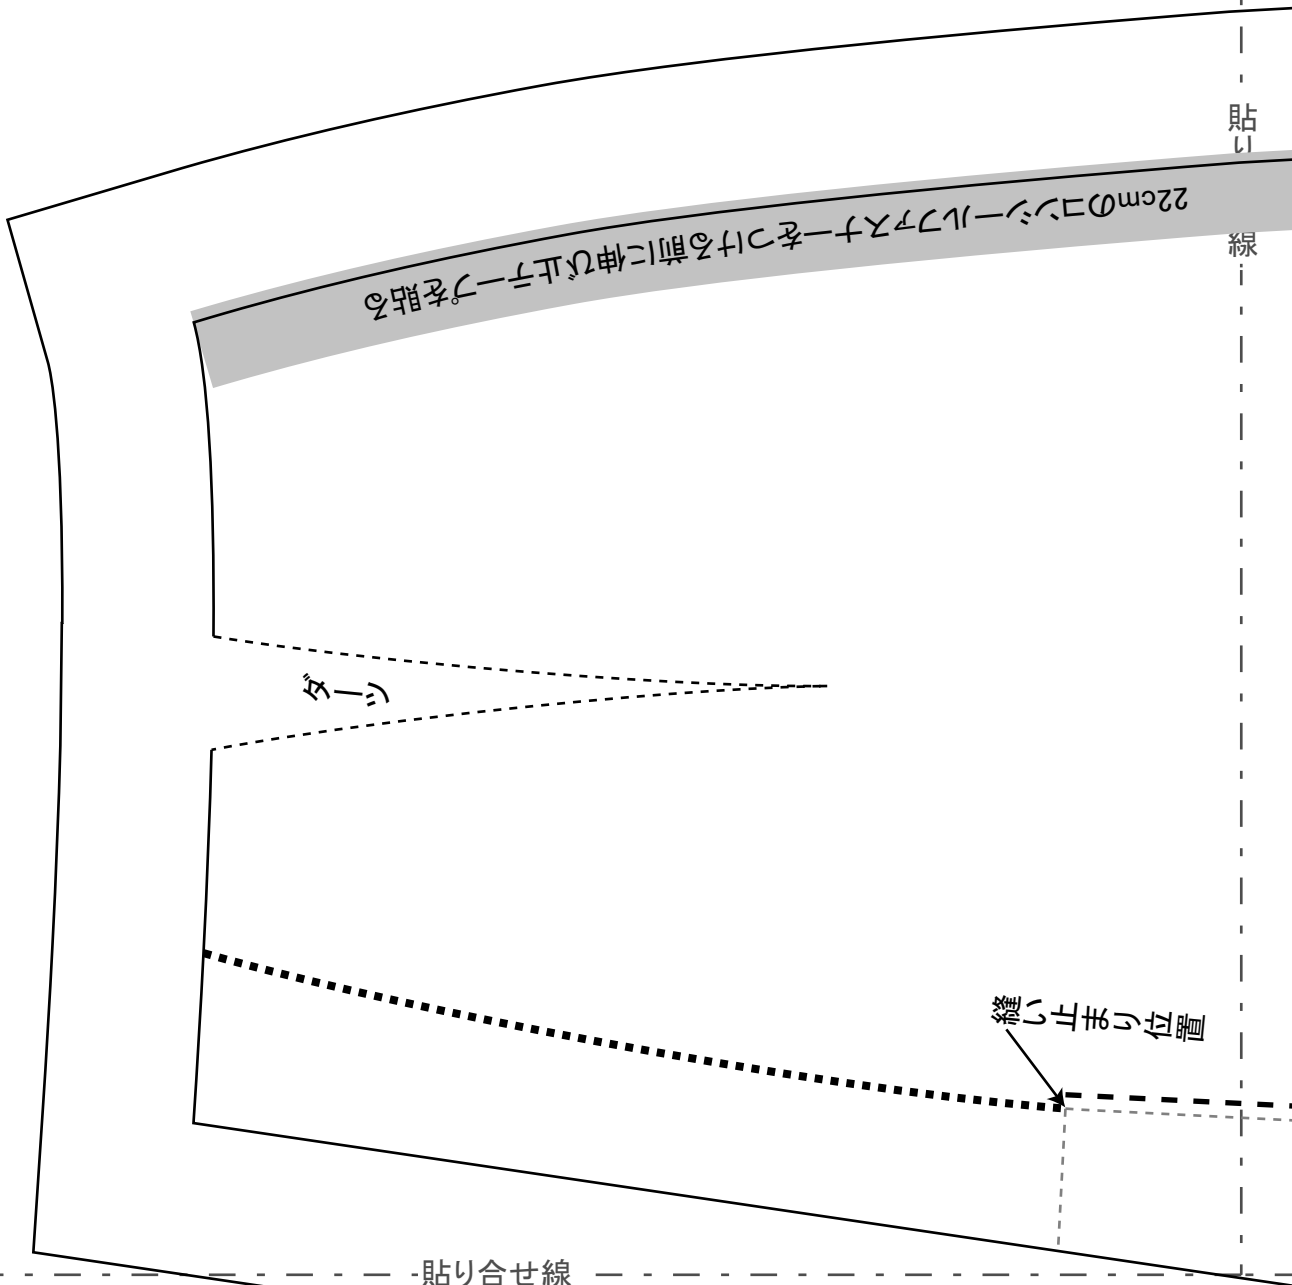 貼り
線
22cmのコンシールファスナーをつける前に伸び止テープを貼る
ダーツ
縫い止まり位置
貼り合せ線